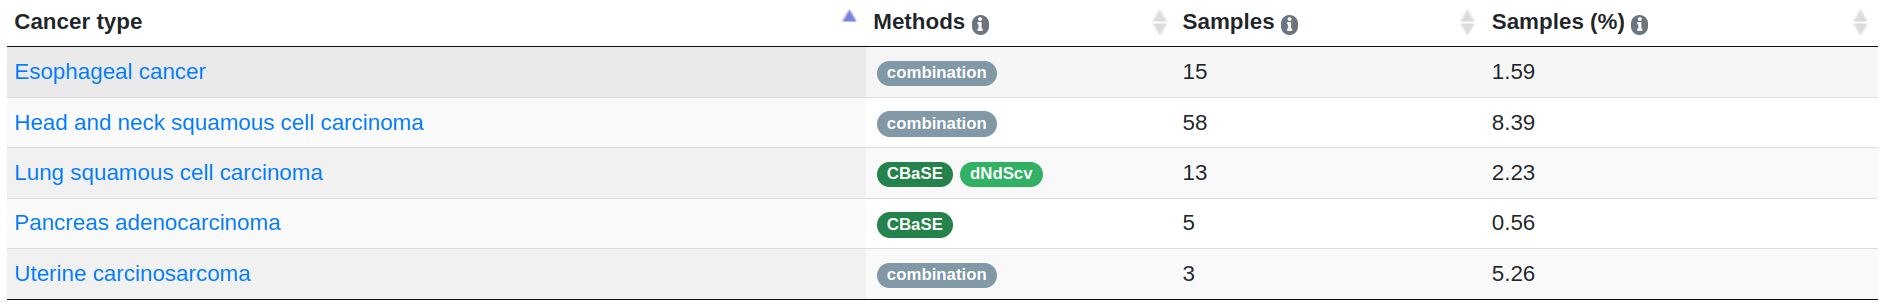 Cancer type Methods Samples Samples (%)
Esophageal cancer combination 15 1.59
Head and neck squamous cell carcinoma combination 58 8.39
Lung squamous cell carcinoma CBaSE dNdScv 13 2.23
Pancreas adenocarcinoma CBaSE 5 0.56
Uterine carcinosarcoma combination 3 5.26